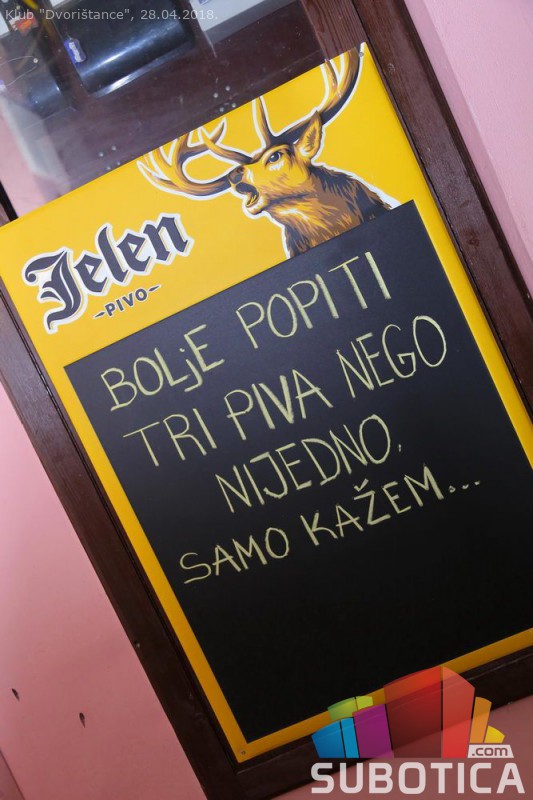 Klub "Dvorištance", 28.04.2018.
Jelen
-PIVO-
BOLjE POPITI
TRI PIVA NEGO
NIJEDNO,
SAMO KAŽEM...
.com
SUBOTICA